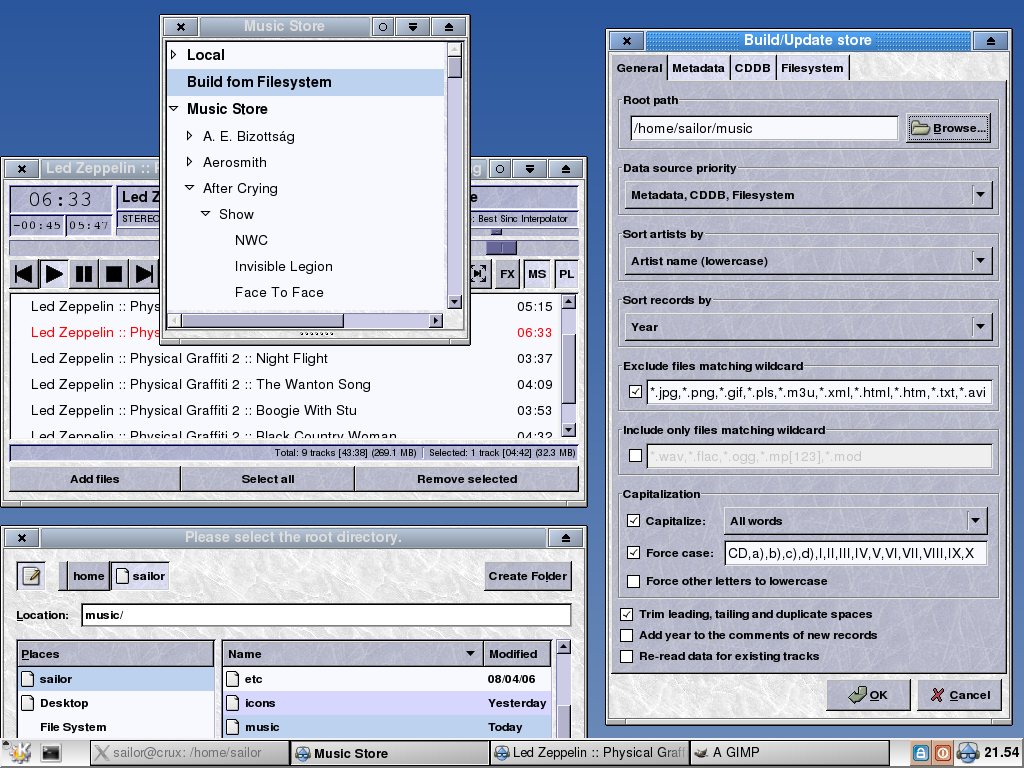 Music Store
Local
Build fom Filesystem
Music Store
A. E. Bizottság
Aerosmith
After Crying
Show
NWC
Invisible Legion
Face To Face
Led Zeppelin ::
06:33
-00:45 05:47
Led Z
STEREO
: Best Sinc Interpolator
FX MS PL
Led Zeppelin :: Phys 05:15
Led Zeppelin :: Phys 06:33
Led Zeppelin :: Physical Graffiti 2 :: Night Flight 03:37
Led Zeppelin :: Physical Graffiti 2 :: The Wanton Song 04:09
Led Zeppelin :: Physical Graffiti 2 :: Boogie With Stu 03:53
Led Zeppelin :: Physical Graffiti 2 :: Black Country Woman 04:32
Total: 9 tracks [43:38] (269.1 MB) Selected: 1 track [04:42] (32.3 MB)
Add files Select all Remove selected
Please select the root directory.
home sailor Create Folder
Location: music/
Places Name Modified
sailor etc 08/04/06
Desktop icons Yesterday
File System music Today
Build/Update store
General Metadata CDDB Filesystem
Root path
/home/sailor/music Browse...
Data source priority
Metadata, CDDB, Filesystem
Sort artists by
Artist name (lowercase)
Sort records by
Year
Exclude files matching wildcard
*.jpg,*.png,*.gif,*.pls,*.m3u,*.xml,*.html,*.htm,*.txt,*.avi
Include only files matching wildcard
*.wav,*.flac,*.ogg,*.mp[123],*.mod
Capitalization
Capitalize: All words
Force case: CD,a),b),c),d),I,II,III,IV,V,VI,VII,VIII,IX,X
Force other letters to lowercase
Trim leading, tailing and duplicate spaces
Add year to the comments of new records
Re-read data for existing tracks
OK Cancel
sailor@crux: /home/sailor Music Store Led Zeppelin :: Physical Graff A GIMP 21.54